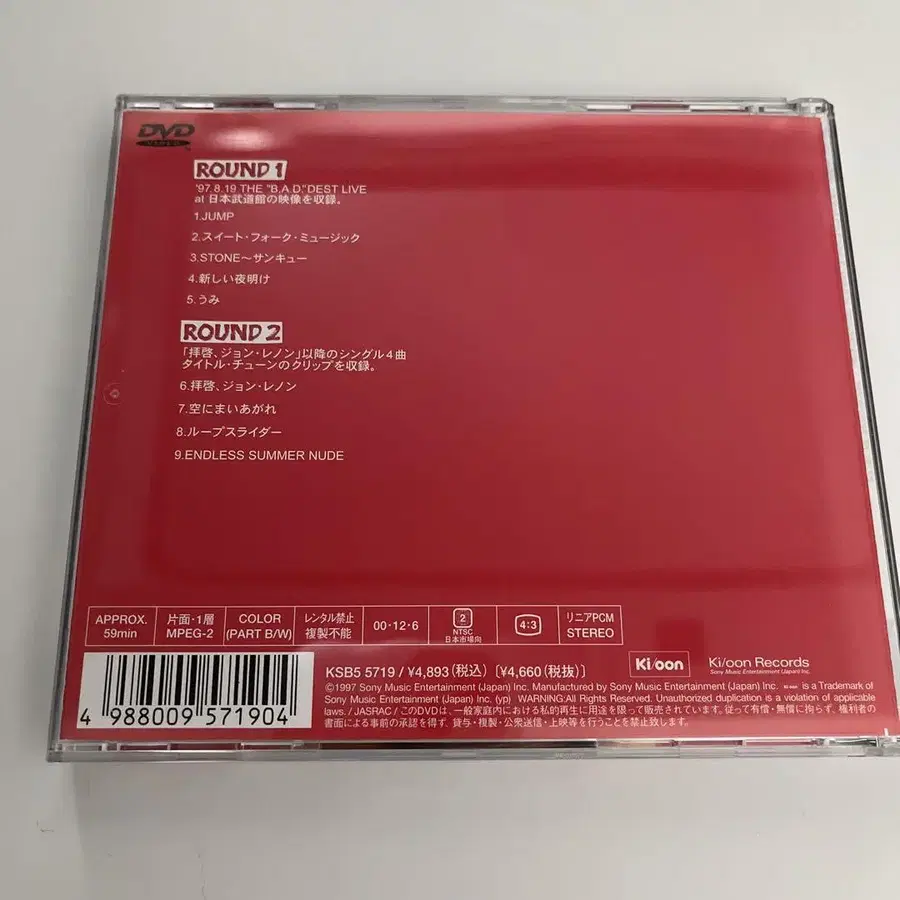 DVD
VIDEO
ROUND 1
'97.8.19 THE "B.A.D."DEST LIVE
at 日本武道館の映像を収録。
1.JUMP
2.スイート・フォーク・ミュージック
3.STONE～サンキュー
4.新しい夜明け
5.うみ
ROUND 2
「拝啓、ジョン・レノン」以降のシングル4曲
タイトル・チューンのクリップを収録。
6.拝啓、ジョン・レノン
7.空にまいあがれ
8.ループスライダー
9.ENDLESS SUMMER NUDE
APPROX. 59min
片面・1層 MPEG-2
COLOR (PART B/W)
レンタル禁止 複製不能
00・12・6
2 NTSC 日本市場向
4:3
リニアPCM STEREO
4 988009 571904
KSB5 5719 / ¥4,893(税込)〔¥4,660(税抜)〕
Ki/oon
Ki/oon Records
Sony Music Entertainment (Japan) Inc.
©1997 Sony Music Entertainment (Japan) Inc. Manufactured by Sony Music Entertainment (Japan) Inc. Ki/oon is a Trademark of
Sony Music Entertainment (Japan) Inc. (yp) WARNING:All Rights Reserved. Unauthorized duplication is a violation of applicable
laws. / JASRAC / このDVDは、一般家庭内における私的再生に用途を限って販売されています。従って有償・無償に拘らず、権利者の
書面による事前の承認を得ず、貸与・複製・公衆送信・上映等を行うことを禁止致します。